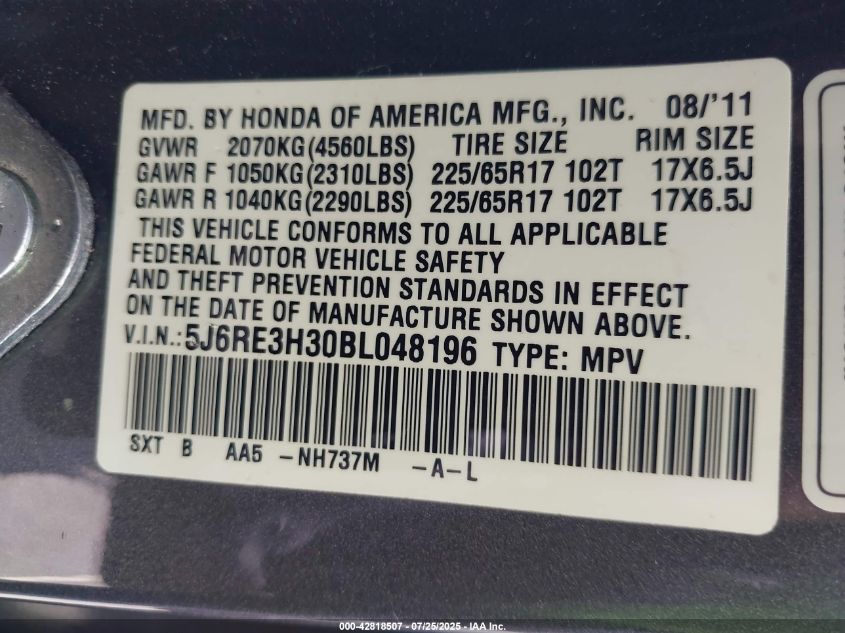 MFD. BY HONDA OF AMERICA MFG., INC. 08/'11
GVWR 2070KG(4560LBS) TIRE SIZE RIM SIZE
GAWR F 1050KG(2310LBS) 225/65R17 102T 17X6.5J
GAWR R 1040KG(2290LBS) 225/65R17 102T 17X6.5J
THIS VEHICLE CONFORMS TO ALL APPLICABLE
FEDERAL MOTOR VEHICLE SAFETY
AND THEFT PREVENTION STANDARDS IN EFFECT
ON THE DATE OF MANUFACTURE SHOWN ABOVE.
V.I.N.:5J6RE3H30BL048196 TYPE: MPV
SXT B AA5 -NH737M -A-L
000-42818507 - 07/25/2025 - IAA Inc.